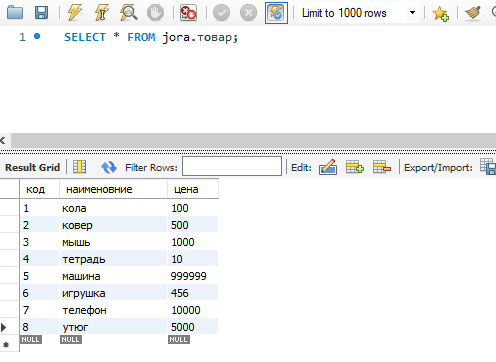 Limit to 1000 rows
1 SELECT * FROM jora.товар;
Result Grid Filter Rows: Edit: Export/Import:
код наименовние цена
1 кола 100
2 ковер 500
3 мышь 1000
4 тетрадь 10
5 машина 999999
6 игрушка 456
7 телефон 10000
8 утюг 5000
NULL NULL NULL